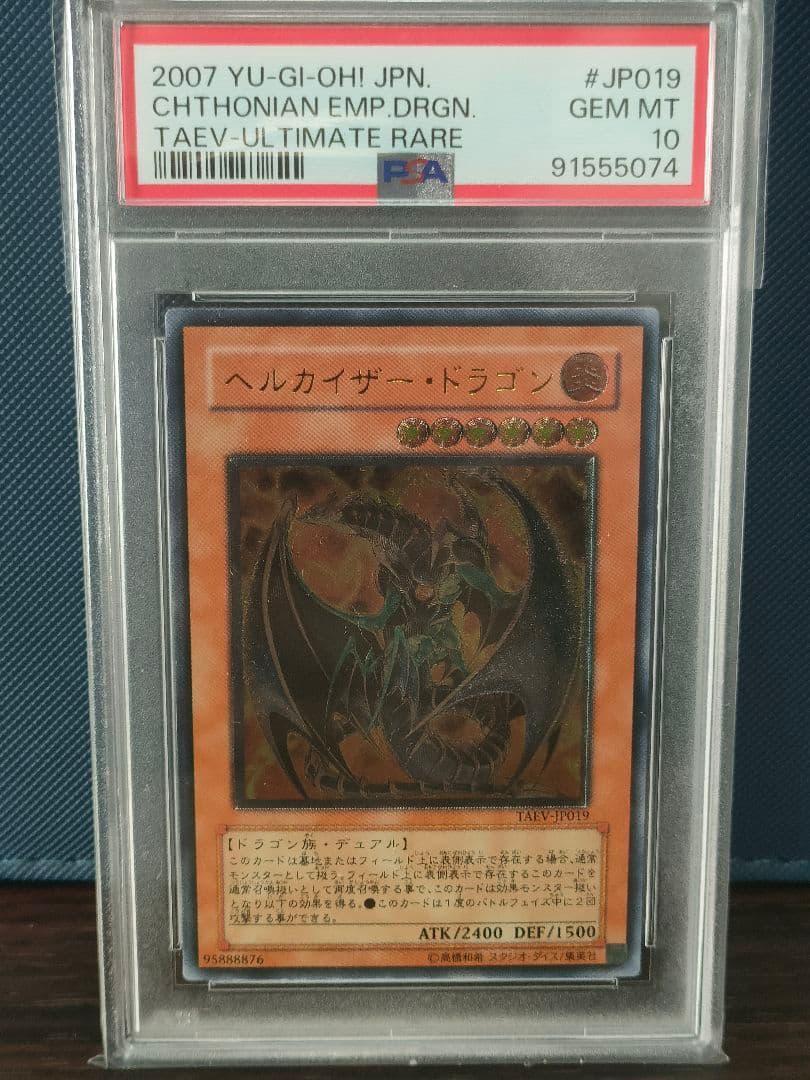 2007 YU-GI-OH! JPN. #JP019
CHTHONIAN EMP.DRGN. GEM MT
TAEV-ULTIMATE RARE 10
PSA 91555074
ヘルカイザー・ドラゴン 炎
TAEV-JP019
【ドラゴン族・デュアル】
このカードは墓地またはフィールド上に表側表示で存在する場合、通常
モンスターとして扱う。フィールド上に表側表示で存在するこのカードを
通常召喚扱いとして再度召喚する事で、このカードは効果モンスター扱い
となり以下の効果を得る。●このカードは１度のバトルフェイズ中に２回
攻撃する事ができる。
ATK/2400 DEF/1500
95888876 ©高橋和希 スタジオ・ダイス/集英社